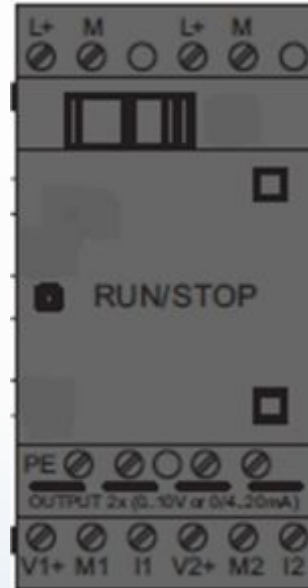 L+ M L+ M
RUN/STOP
PE
OUTPUT 2x (0..10V or 0/4..20mA)
V1+ M1 I1 V2+ M2 I2